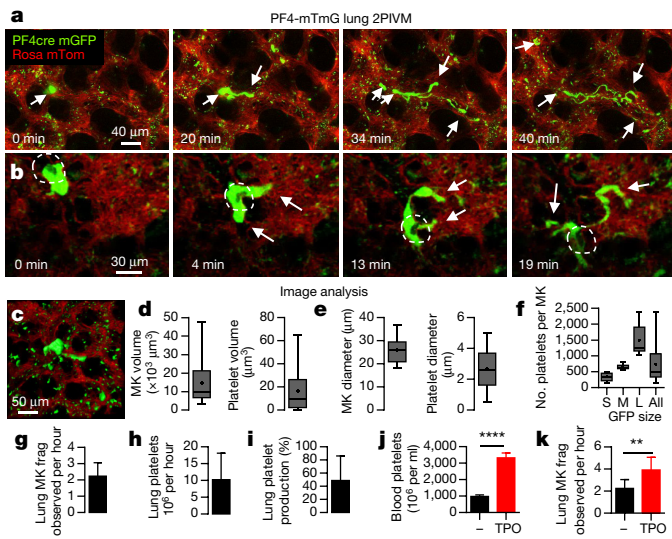 a
PF4-mTmG lung 2PIVM
PF4cre mGFP
Rosa mTom
0 min
40 μm
20 min
34 min
40 min
b
0 min
30 μm
4 min
13 min
19 min
Image analysis
c
50 μm
d
MK volume
(×10³ μm³)
50
40
30
20
10
0
Platelet volume
(μm³)
80
60
40
20
0
e
MK diameter (μm)
40
30
20
10
0
Platelet diameter
(μm)
6
4
2
0
f
No. platelets per MK
2,500
2,000
1,500
1,000
500
0
S M L All
GFP size
g
Lung MK frag
observed per hour
4
3
2
1
0
h
Lung platelets
10⁶ per hour
20
15
10
5
0
i
Lung platelet
production (%)
100
80
60
40
20
0
j
Blood platelets
(10⁶ per ml)
4,000
3,000
2,000
1,000
0
****
– TPO
k
Lung MK frag
observed per hour
6
4
2
0
**
– TPO